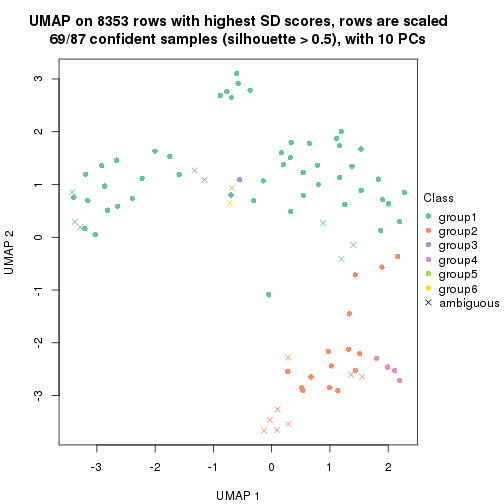 UMAP on 8353 rows with highest SD scores, rows are scaled
69/87 confident samples (silhouette > 0.5), with 10 PCs
3
2
1
0
-1
-2
-3
UMAP 2
-3 -2 -1 0 1 2
UMAP 1
Class
group1
group2
group3
group4
group5
group6
ambiguous